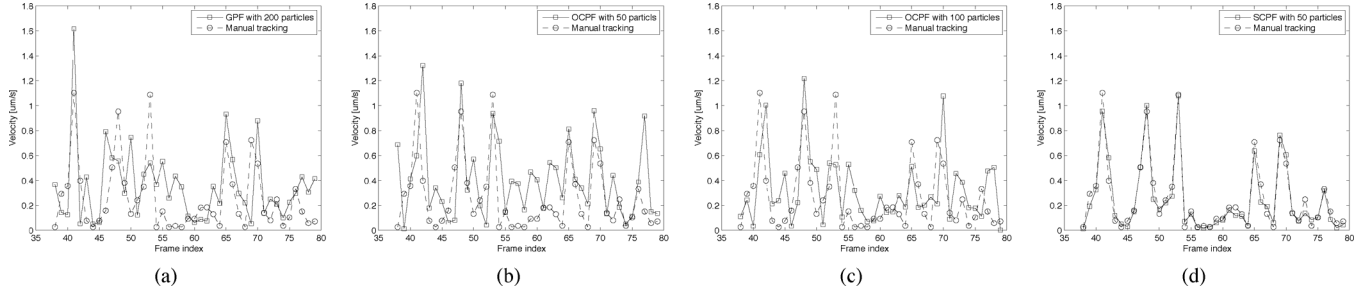 1.8
1.6
1.4
1.2
1
0.8
0.6
0.4
0.2
0
Velocity [um/s]
35 40 45 50 55 60 65 70 75 80
Frame index
GPF with 200 particles
Manual tracking
(a)
1.8
1.6
1.4
1.2
1
0.8
0.6
0.4
0.2
0
Velocity [um/s]
35 40 45 50 55 60 65 70 75 80
Frame index
OCPF with 50 particls
Manual tracking
(b)
1.8
1.6
1.4
1.2
1
0.8
0.6
0.4
0.2
0
Velocity [um/s]
35 40 45 50 55 60 65 70 75 80
Frame index
OCPF with 100 particles
Manual tracking
(c)
1.8
1.6
1.4
1.2
1
0.8
0.6
0.4
0.2
0
Velocity [um/s]
35 40 45 50 55 60 65 70 75 80
Frame index
SCPF with 50 particles
Manual tracking
(d)